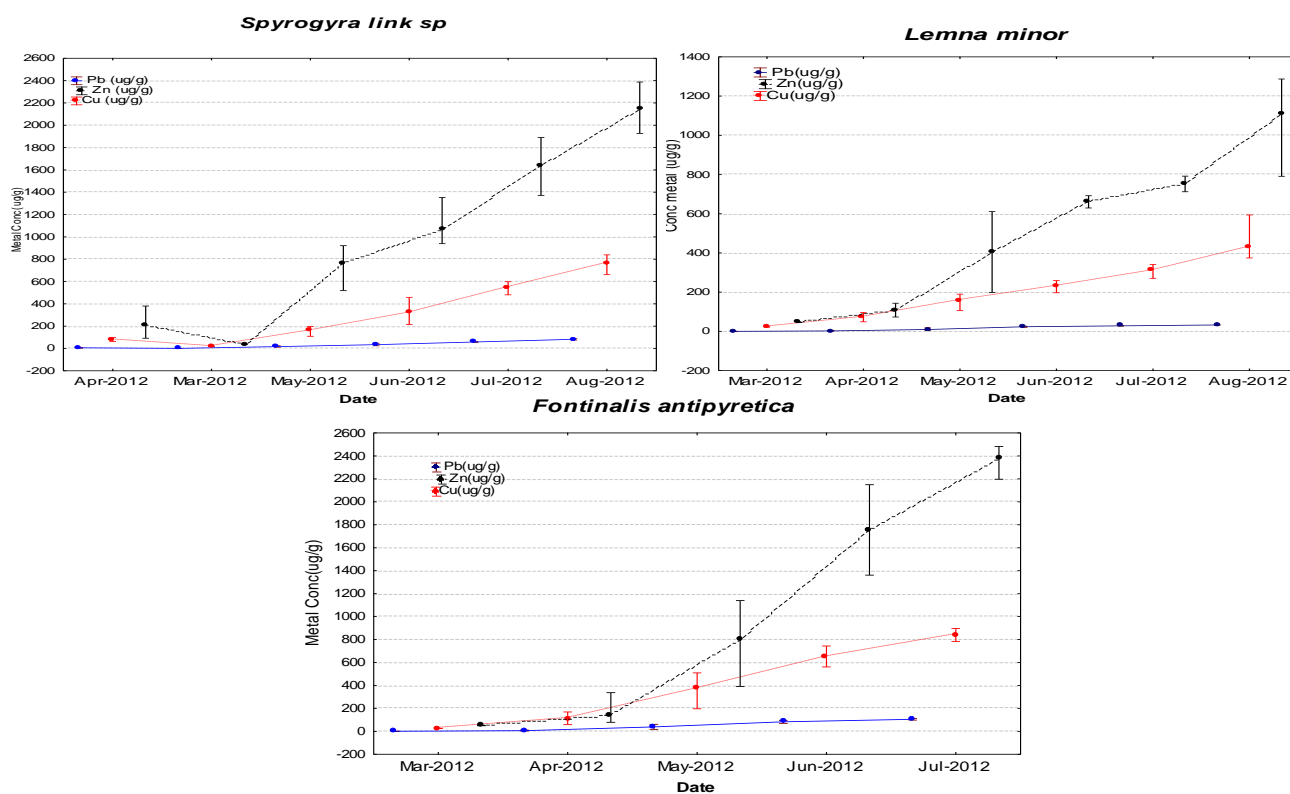 Spyrogyra link sp
2600
2400
2200
2000
1800
1600
1400
1200
1000
800
600
400
200
0
-200
Metal Conc( ug/g)
Pb (ug/g)
Zn (ug/g)
Cu (ug/g)
Apr-2012 Mar-2012 May-2012 Jun-2012 Jul-2012 Aug-2012
Date
Lemna minor
1400
1200
1000
800
600
400
200
0
-200
Conc metal (ug/g)
Pb(ug/g)
Zn(ug/g)
Cu(ug/g)
Mar-2012 Apr-2012 May-2012 Jun-2012 Jul-2012 Aug-2012
Date
Fontinalis antipyretica
2600
2400
2200
2000
1800
1600
1400
1200
1000
800
600
400
200
0
-200
Metal Conc(ug/g)
Pb(ug/g)
Zn(ug/g)
Cu(ug/g)
Mar-2012 Apr-2012 May-2012 Jun-2012 Jul-2012
Date